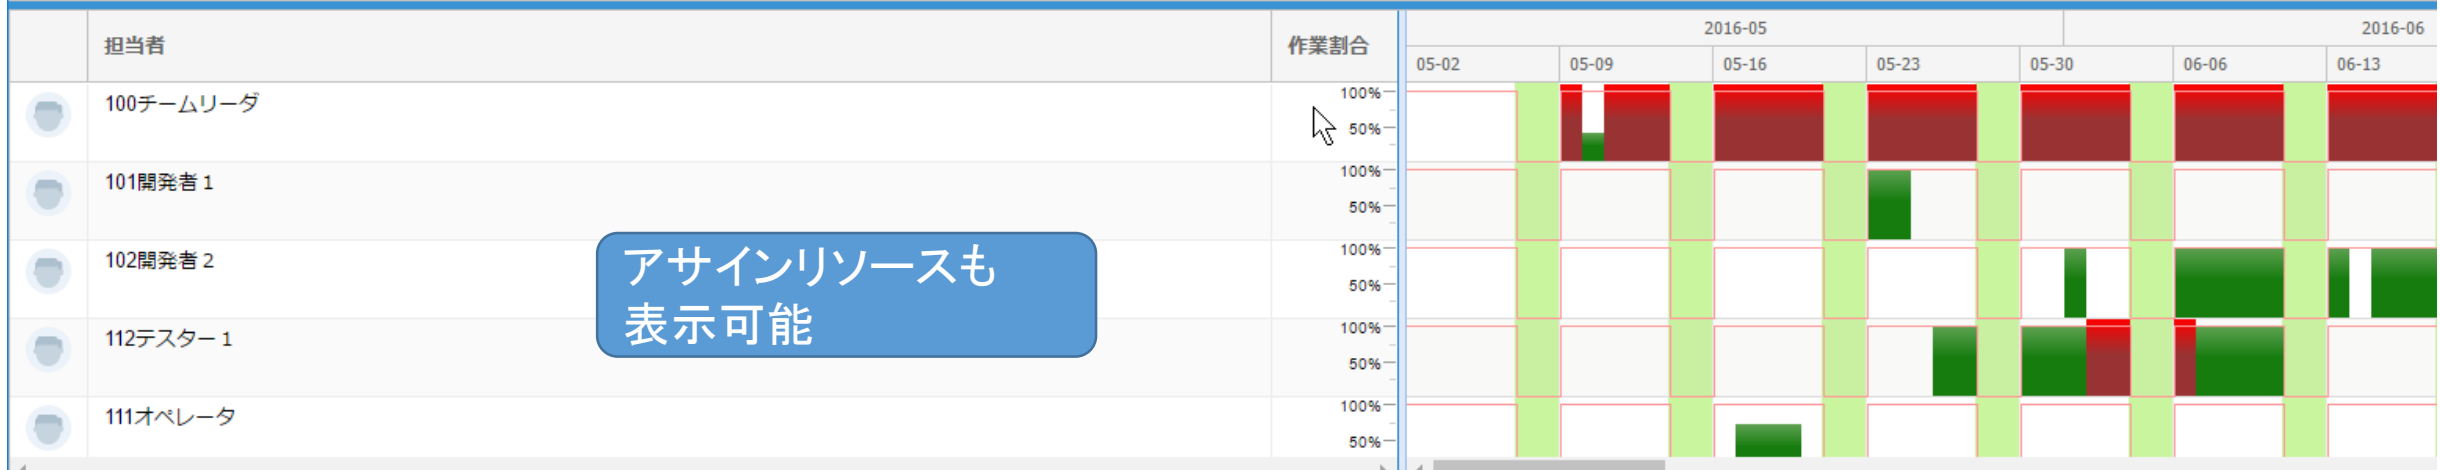 担当者
作業割合
2016-05
2016-06
05-02
05-09
05-16
05-23
05-30
06-06
06-13
100チームリーダ
100%
50%
101開発者１
100%
50%
102開発者２
100%
50%
112テスター１
100%
50%
111オペレータ
100%
50%
アサインリソースも
表示可能